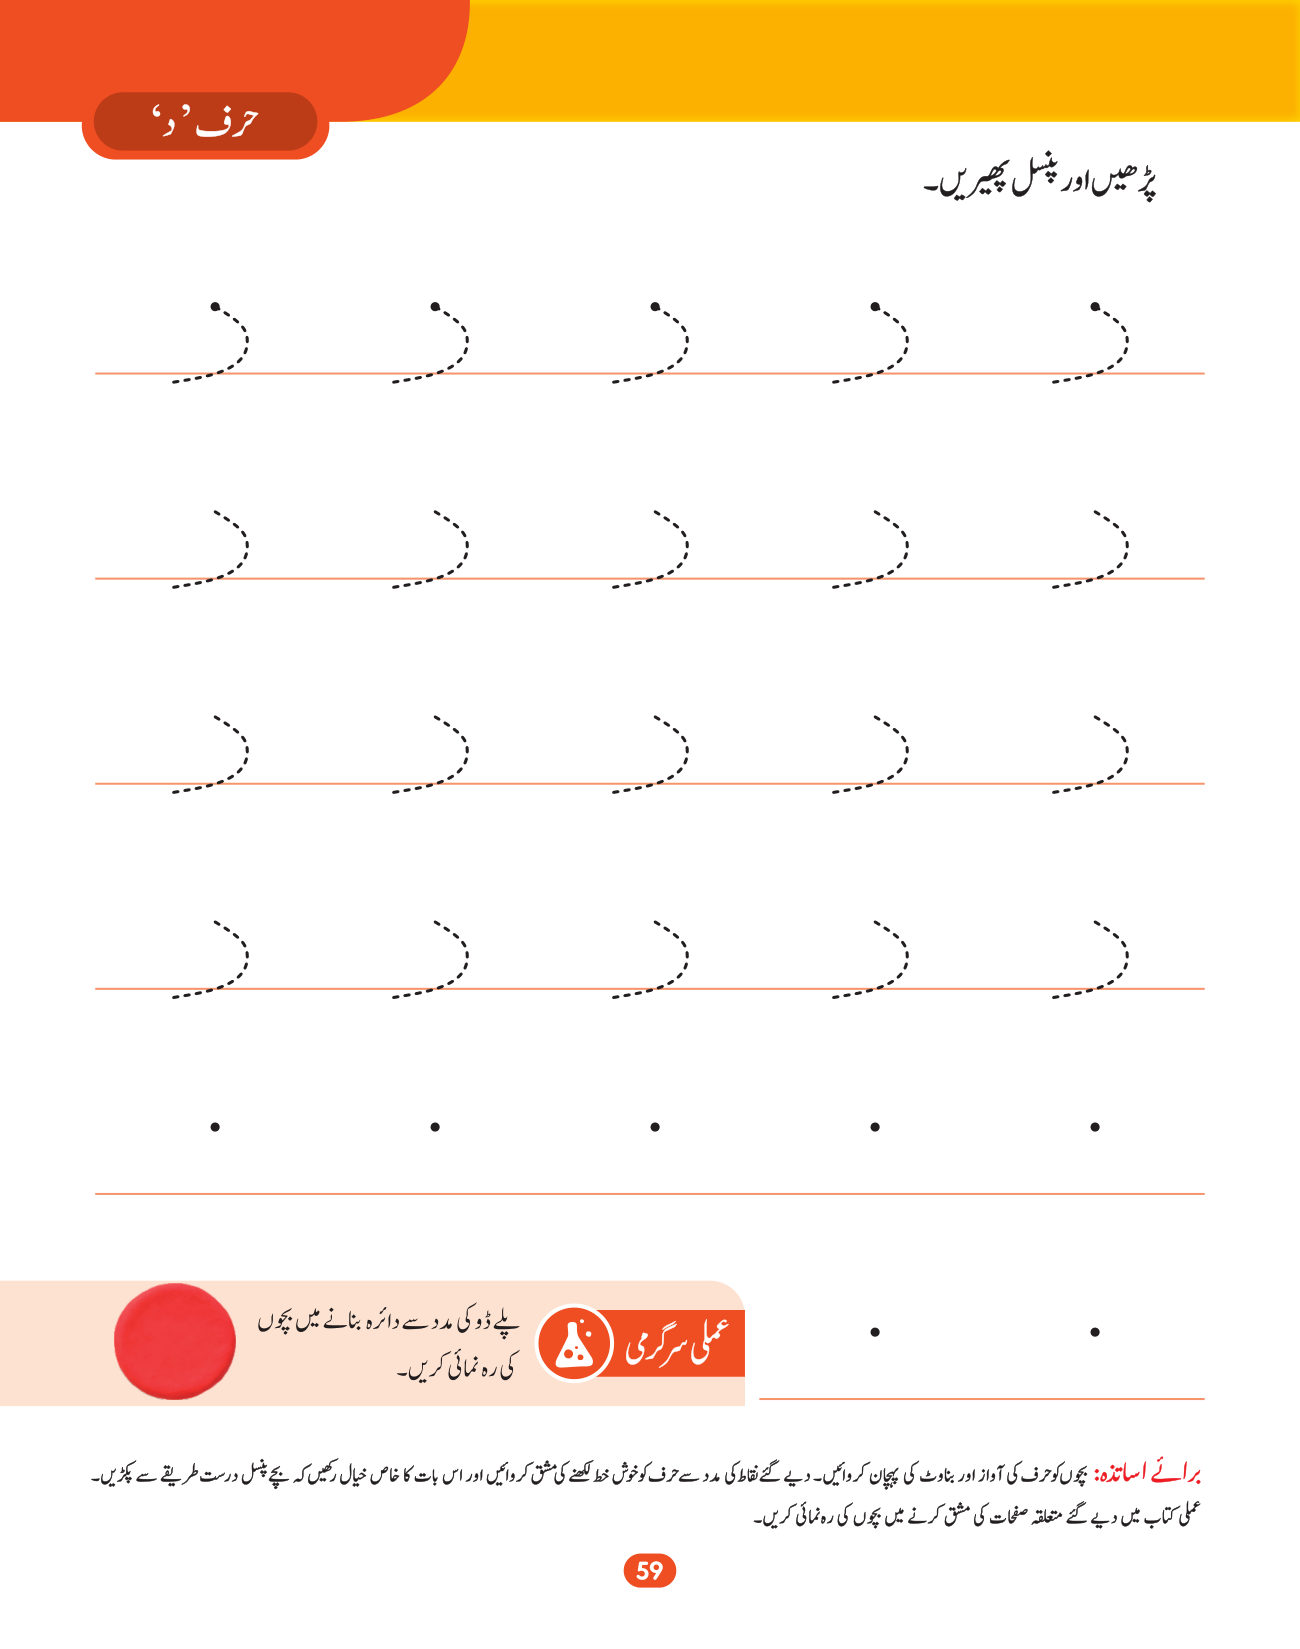 حرف ’د‘
پڑھیں اور پنسل پھیریں۔
عملی سرگرمی
پلے ڈو کی مدد سے دائرہ بنانے میں بچوں
کی رہ نمائی کریں۔
برائے اساتذہ: بچوں کو حرف کی آواز اور بناوٹ کی پہچان کروائیں۔ دیے گئے نقاط کی مدد سے حرف کو خوش خط لکھنے کی مشق کروائیں اور اس بات کا خاص خیال رکھیں کہ بچے پنسل درست طریقے سے پکڑیں۔
عملی کتاب میں دیے گئے متعلقہ صفحات کی مشق کرنے میں بچوں کی رہ نمائی کریں۔
59